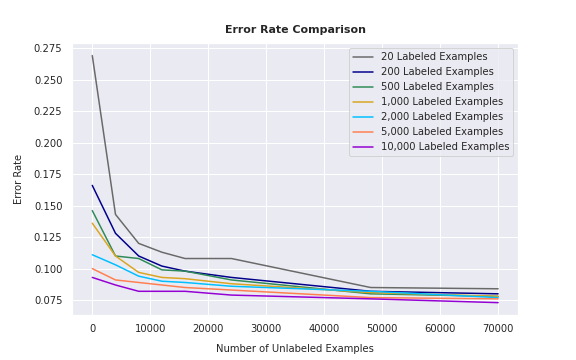 Error Rate Comparison
0.275
0.250
0.225
0.200
0.175
0.150
0.125
0.100
0.075
Error Rate
20 Labeled Examples
200 Labeled Examples
500 Labeled Examples
1,000 Labeled Examples
2,000 Labeled Examples
5,000 Labeled Examples
10,000 Labeled Examples
0 10000 20000 30000 40000 50000 60000 70000
Number of Unlabeled Examples